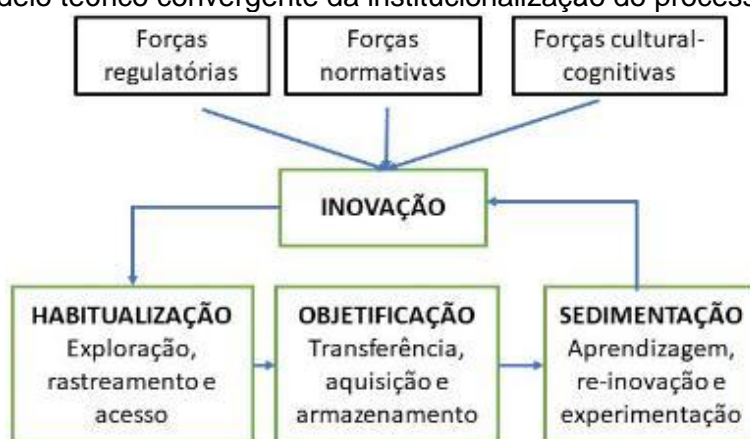 teórico convergente da institucionalização do
Forças
regulatórias
Forças
normativas
Forças cultural-
cognitivas
INOVAÇÃO
HABITUALIZAÇÃO
Exploração,
rastreamento e
acesso
OBJETIFICAÇÃO
Transferência,
aquisição e
armazenamento
SEDIMENTAÇÃO
Aprendizagem,
re-inovação e
experimentação